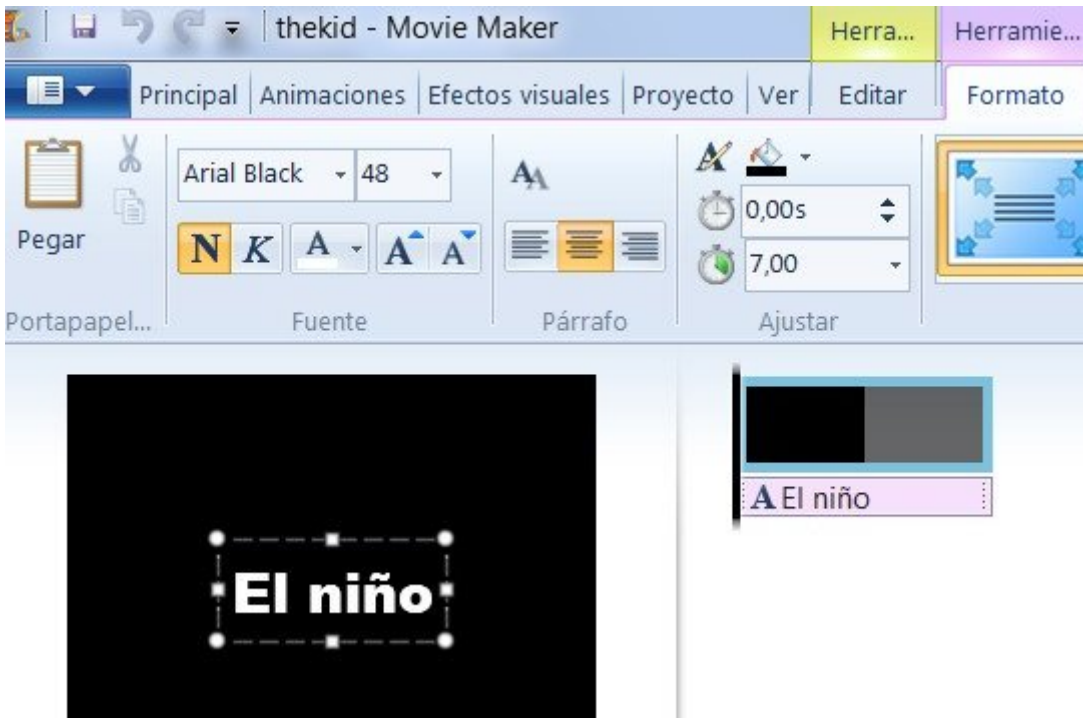 thekid - Movie Maker
Herra...
Herramie...
Principal
Animaciones
Efectos visuales
Proyecto
Ver
Editar
Formato
Pegar
Arial Black
48
N K A A A
A A
0,00s
7,00
Portapapel...
Fuente
Párrafo
Ajustar
El niño
A El niño